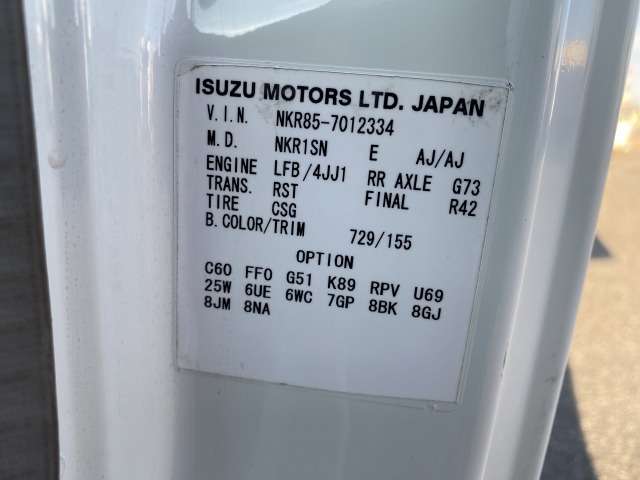 ISUZU MOTORS LTD. JAPAN
V.I.N. NKR85-7012334
M.D. NKR1SN E AJ/AJ
ENGINE LFB/4JJ1 RR AXLE G73
TRANS. RST FINAL R42
TIRE CSG
B.COLOR/TRIM 729/155
OPTION
C60 FF0 G51 K89 RPV U69
25W 6UE 6WC 7GP 8BK 8GJ
8JM 8NA